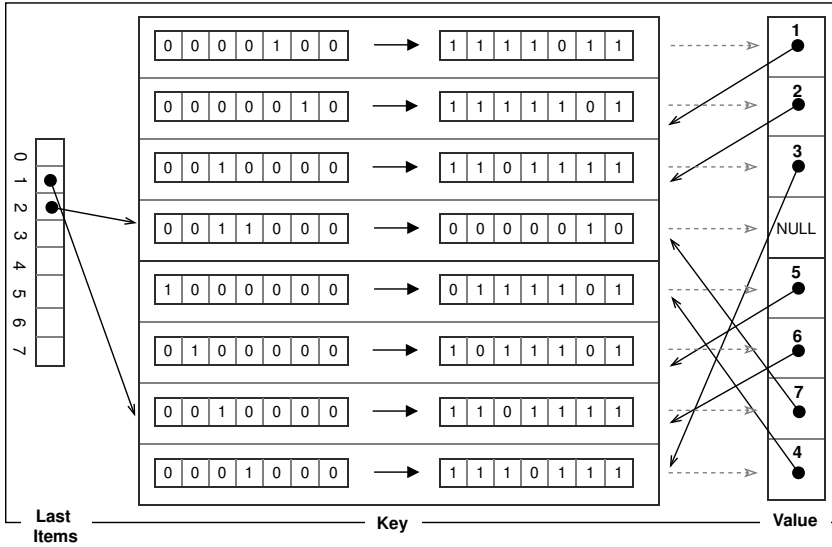 0 0 0 0 1 0 0 1 1 1 1 0 1 1 1
0 0 0 0 0 1 0 1 1 1 1 1 0 1 2
0 0 1 0 0 0 0 1 1 0 1 1 1 1 3
0 0 1 1 0 0 0 0 0 0 0 0 1 0 NULL
1 0 0 0 0 0 0 0 1 1 1 1 0 1 5
0 1 0 0 0 0 0 1 0 1 1 1 0 1 6
0 0 1 0 0 0 0 1 1 0 1 1 1 1 7
0 0 0 1 0 0 0 1 1 1 0 1 1 1 4
0
1
2
3
4
5
6
7
Last
Items
Key
Value